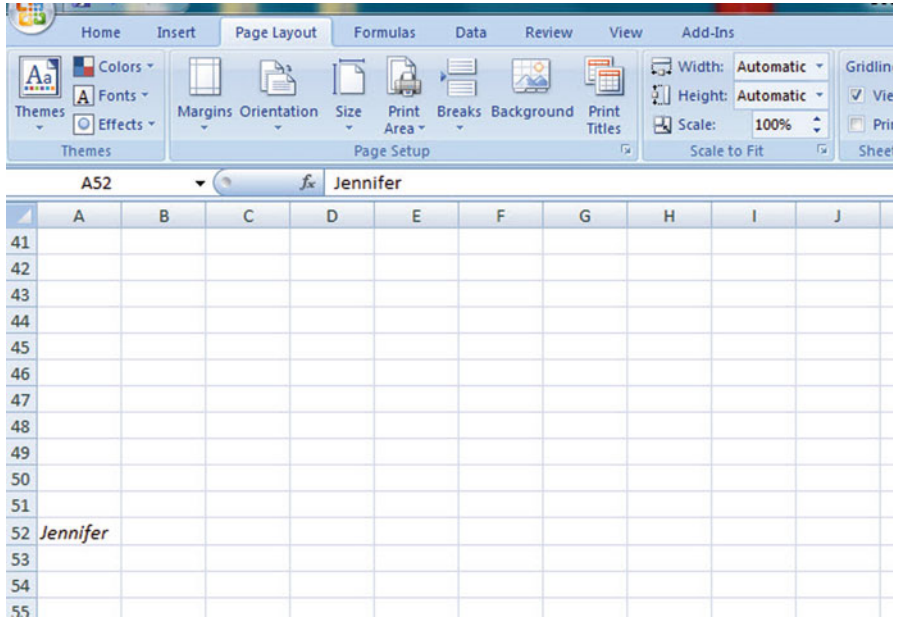 Home Insert Page Layout Formulas Data Review View Add-Ins
Aa Colors Width: Automatic
A Fonts Height: Automatic
Themes Effects Margins Orientation Size Print Area Breaks Background Print Titles Scale: 100%
Themes Page Setup Scale to Fit
A52 fx Jennifer
A B C D E F G H I J
41
42
43
44
45
46
47
48
49
50
51
52 Jennifer
53
54
55